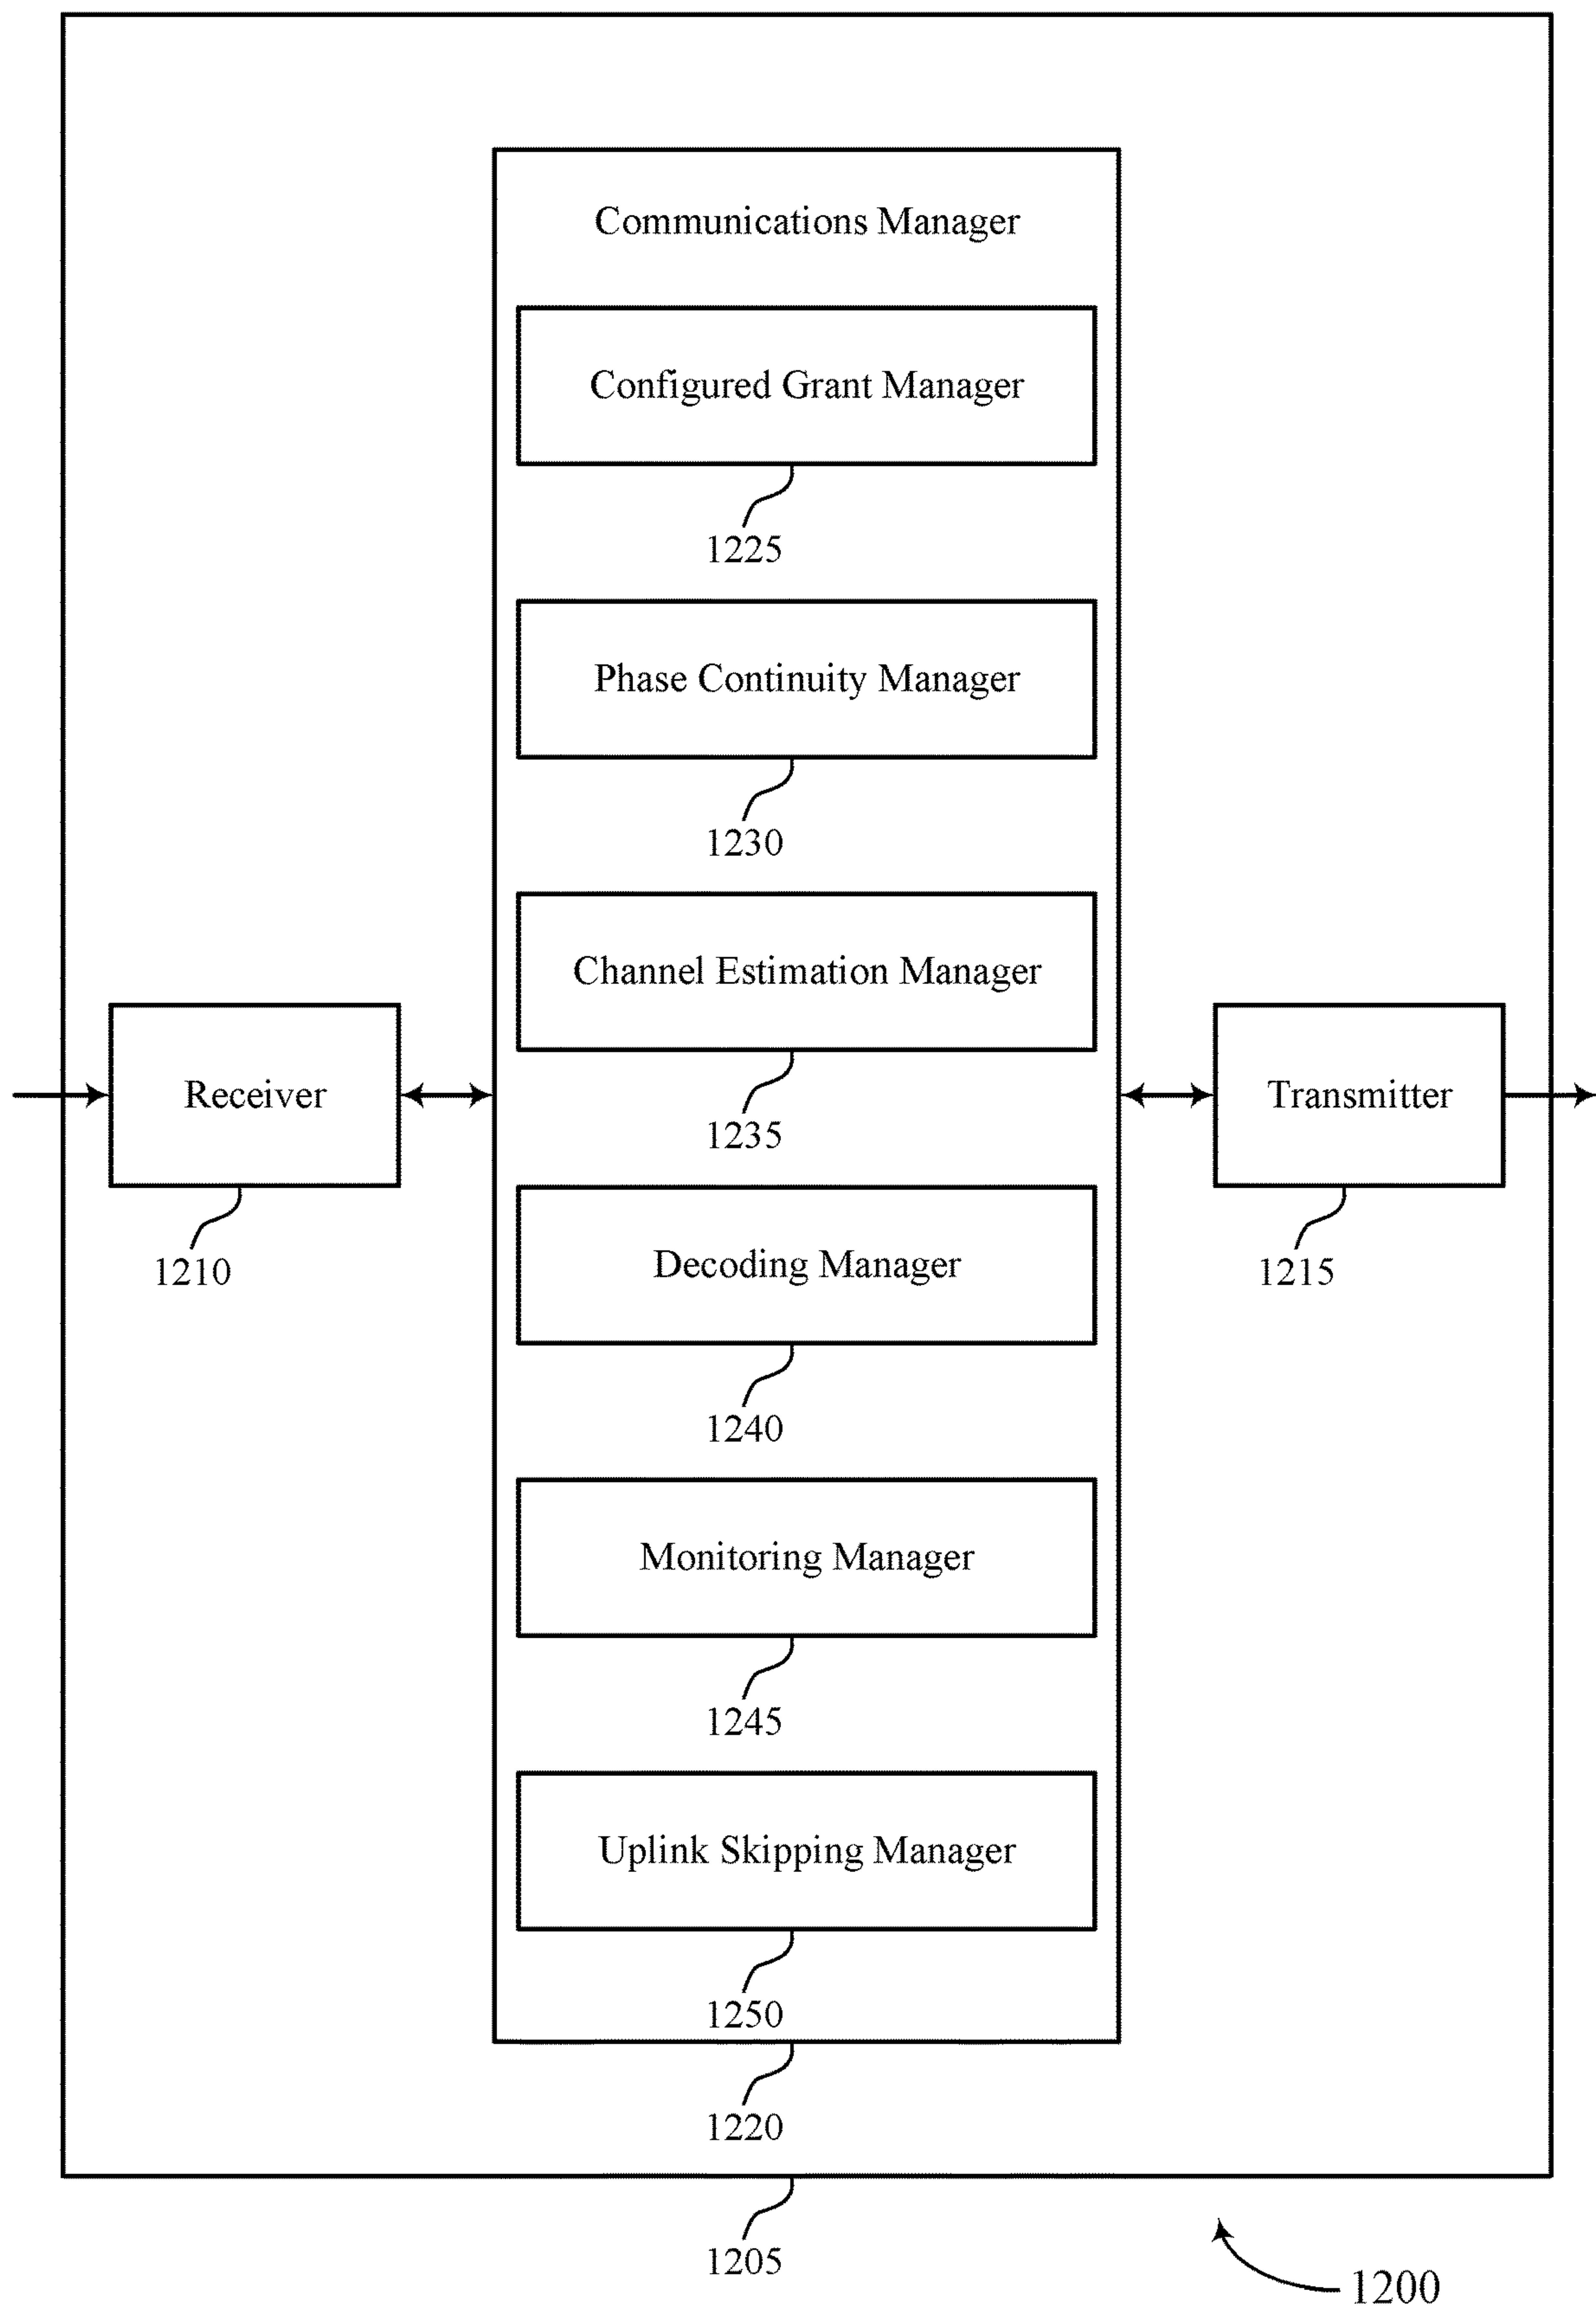 Communications Manager
Configured Grant Manager
1225
Phase Continuity Manager
1230
Channel Estimation Manager
1235
Receiver
1210
Transmitter
1215
Decoding Manager
1240
Monitoring Manager
1245
Uplink Skipping Manager
1250
1220
1205
1200